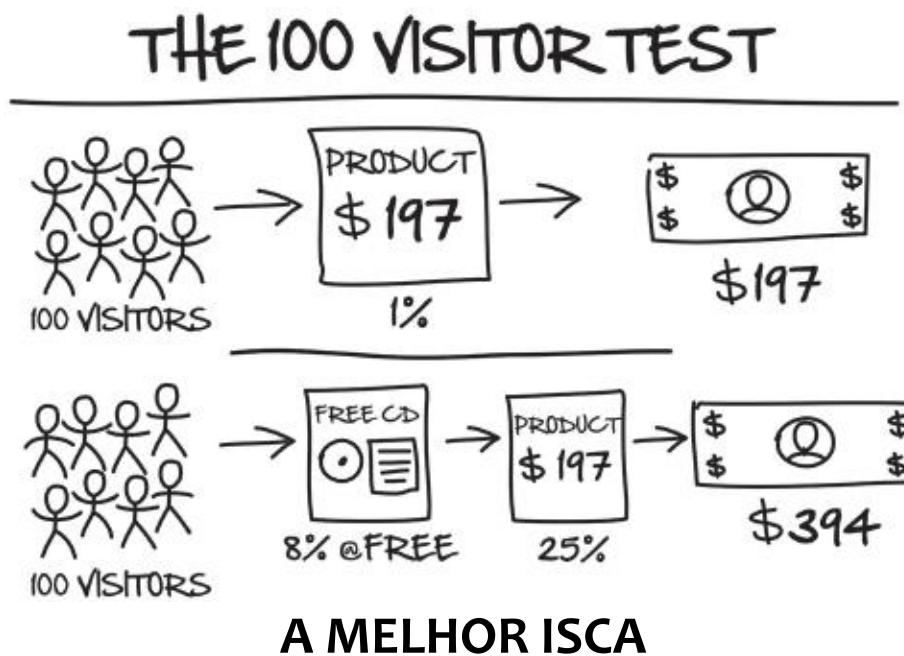 THE 100 VISITOR TEST
PRODUCT
$ 197
100 VISITORS
1%
$197
FREE CD
PRODUCT
$ 197
8% @FREE
25%
$394
100 VISITORS
A MELHOR ISCA